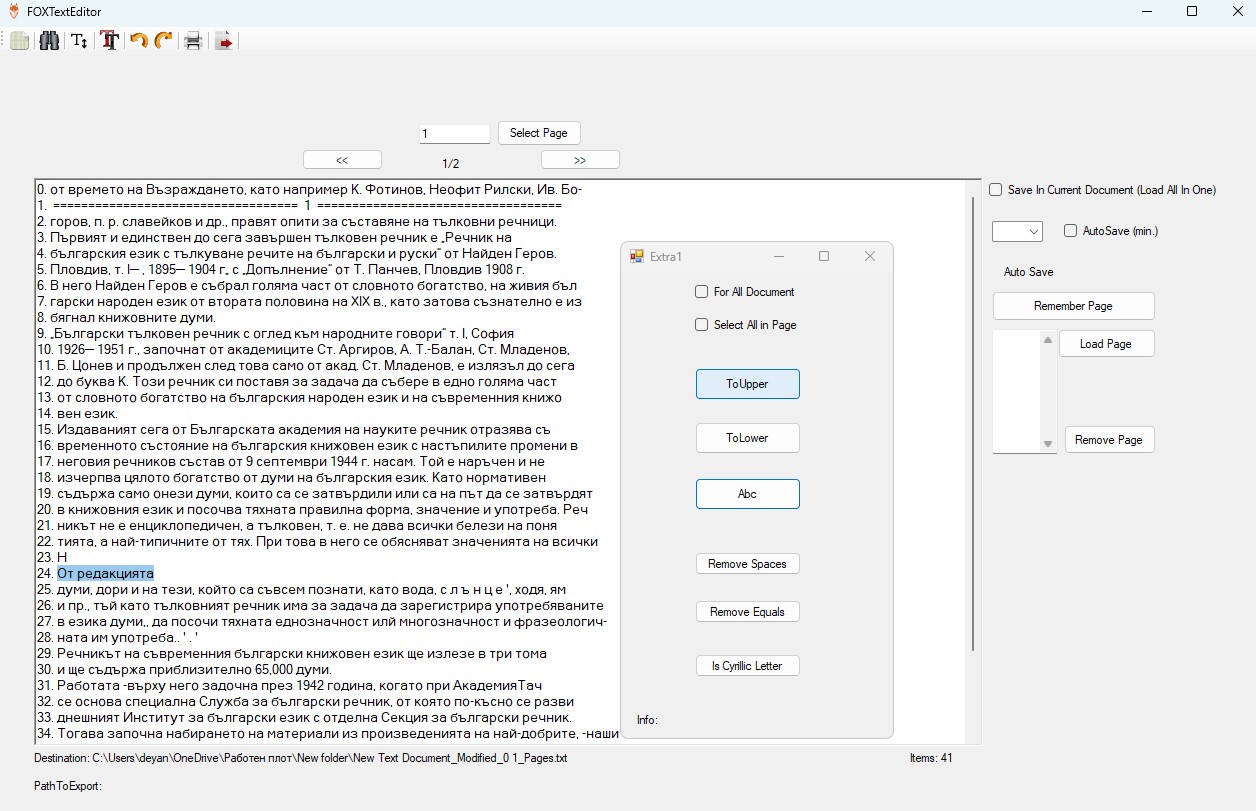 FOXTextEditor
1
Select Page
<<
1/2
>>
0. от времето на Възраждането, като например К. Фотинов, Неофит Рилски, Ив. Бо-
1. =================================== 1 ===================================
2. горов, п. р. славейков и др., правят опити за съставяне на тълковни речници.
3. Първият и единствен до сега завършен тълковен речник е „Речник на
4. българския език с тълкуване речите на български и руски" от Найден Геров.
5. Пловдив, т. I— , 1895— 1904 г„ с „Допълнение" от Т. Панчев, Пловдив 1908 г.
6. В него Найден Геров е събрал голяма част от словното богатство, на живия бъл
7. гарски народен език от втората половина на XIX в., като затова съзнателно е из
8. бягнал книжовните думи.
9. „Български тълковен речник с оглед към народните говори" т. I, София
10. 1926— 1951 г., започнат от академиците Ст. Аргиров, А. Т.-Балан, Ст. Младенов,
11. Б. Цонев и продължен след това само от акад. Ст. Младенов, е излязъл до сега
12. до буква К. Този речник си поставя за задача да събере в едно голяма част
13. от словното богатство на българския народен език и на съвременния книжо
14. вен език.
15. Издаваният сега от Българската академия на науките речник отразява съ
16. временното състояние на българския книжовен език с настъпилите промени в
17. неговия речников състав от 9 септември 1944 г. насам. Той е наръчен и не
18. изчерпва цялото богатство от думи на българския език. Като нормативен
19. съдържа само онези думи, които са се затвърдили или са на път да се затвърдят
20. в книжовния език и посочва тяхната правилна форма, значение и употреба. Реч
21. никът не е енциклопедичен, а тълковен, т. е. не дава всички белези на поня
22. тията, а най-типичните от тях. При това в него се обясняват значенията на всички
23. Н
24. От редакцията
25. думи, дори и на тези, който са съвсем познати, като вода, с л ъ н ц е ', ходя, ям
26. и пр., тъй като тълковният речник има за задача да зарегистрира употребяваните
27. в езика думи,, да посочи тяхната еднозначност илй многозначност и фразеологич-
28. ната им употреба.. ' . '
29. Речникът на съвременния български книжовен език ще излезе в три тома
30. и ще съдържа приблизително 65,000 думи.
31. Работата -върху него задочна през 1942 година, когато при АкадемияТач
32. се основа специална Служба за български речник, от която по-късно се разви
33. днешният Институт за български език с отделна Секция за български речник.
34. Тогава започна набирането на материали из произведенията на най-добрите, -наши
Extra1
For All Document
Select All in Page
ToUpper
ToLower
Abc
Remove Spaces
Remove Equals
Is Cyrillic Letter
Info:
Save In Current Document (Load All In One)
AutoSave (min.)
Auto Save
Remember Page
Load Page
Remove Page
Destination: C:\Users\deyan\OneDrive\Работен плот\New folder\New Text Document_Modified_0 1_Pages.txt
Items: 41
PathToExport: